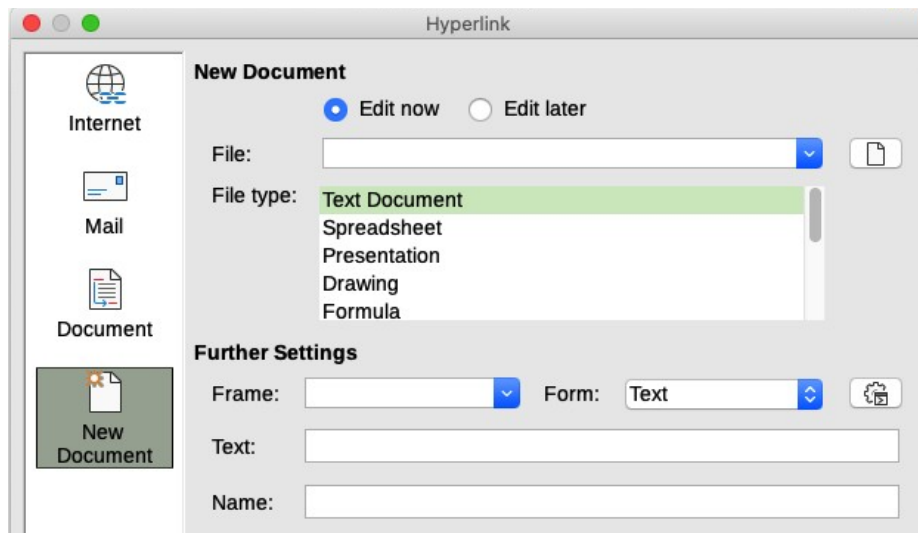 Hyperlink
Internet
Mail
Document
New
Document
New Document
Edit now Edit later
File:
File type: Text Document
Spreadsheet
Presentation
Drawing
Formula
Further Settings
Frame: Form: Text
Text:
Name: